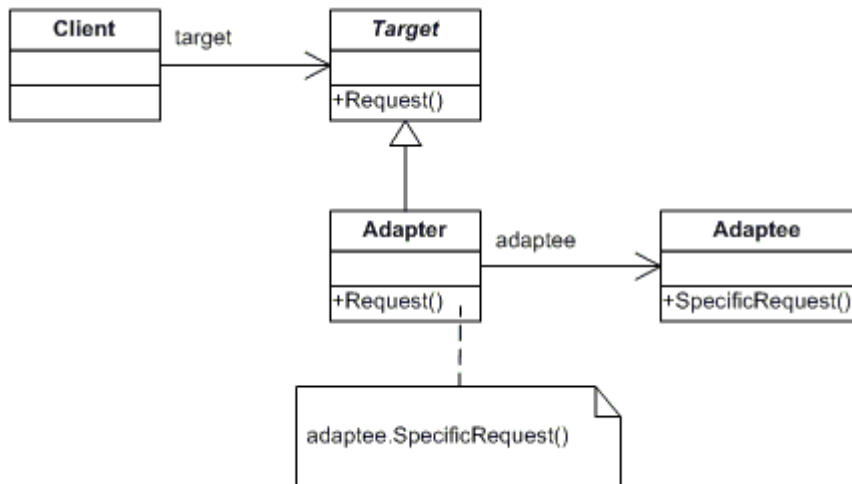 Client
target
Target
+Request()
Adapter
adaptee
Adaptee
+Request()
+SpecificRequest()
adaptee.SpecificRequest()